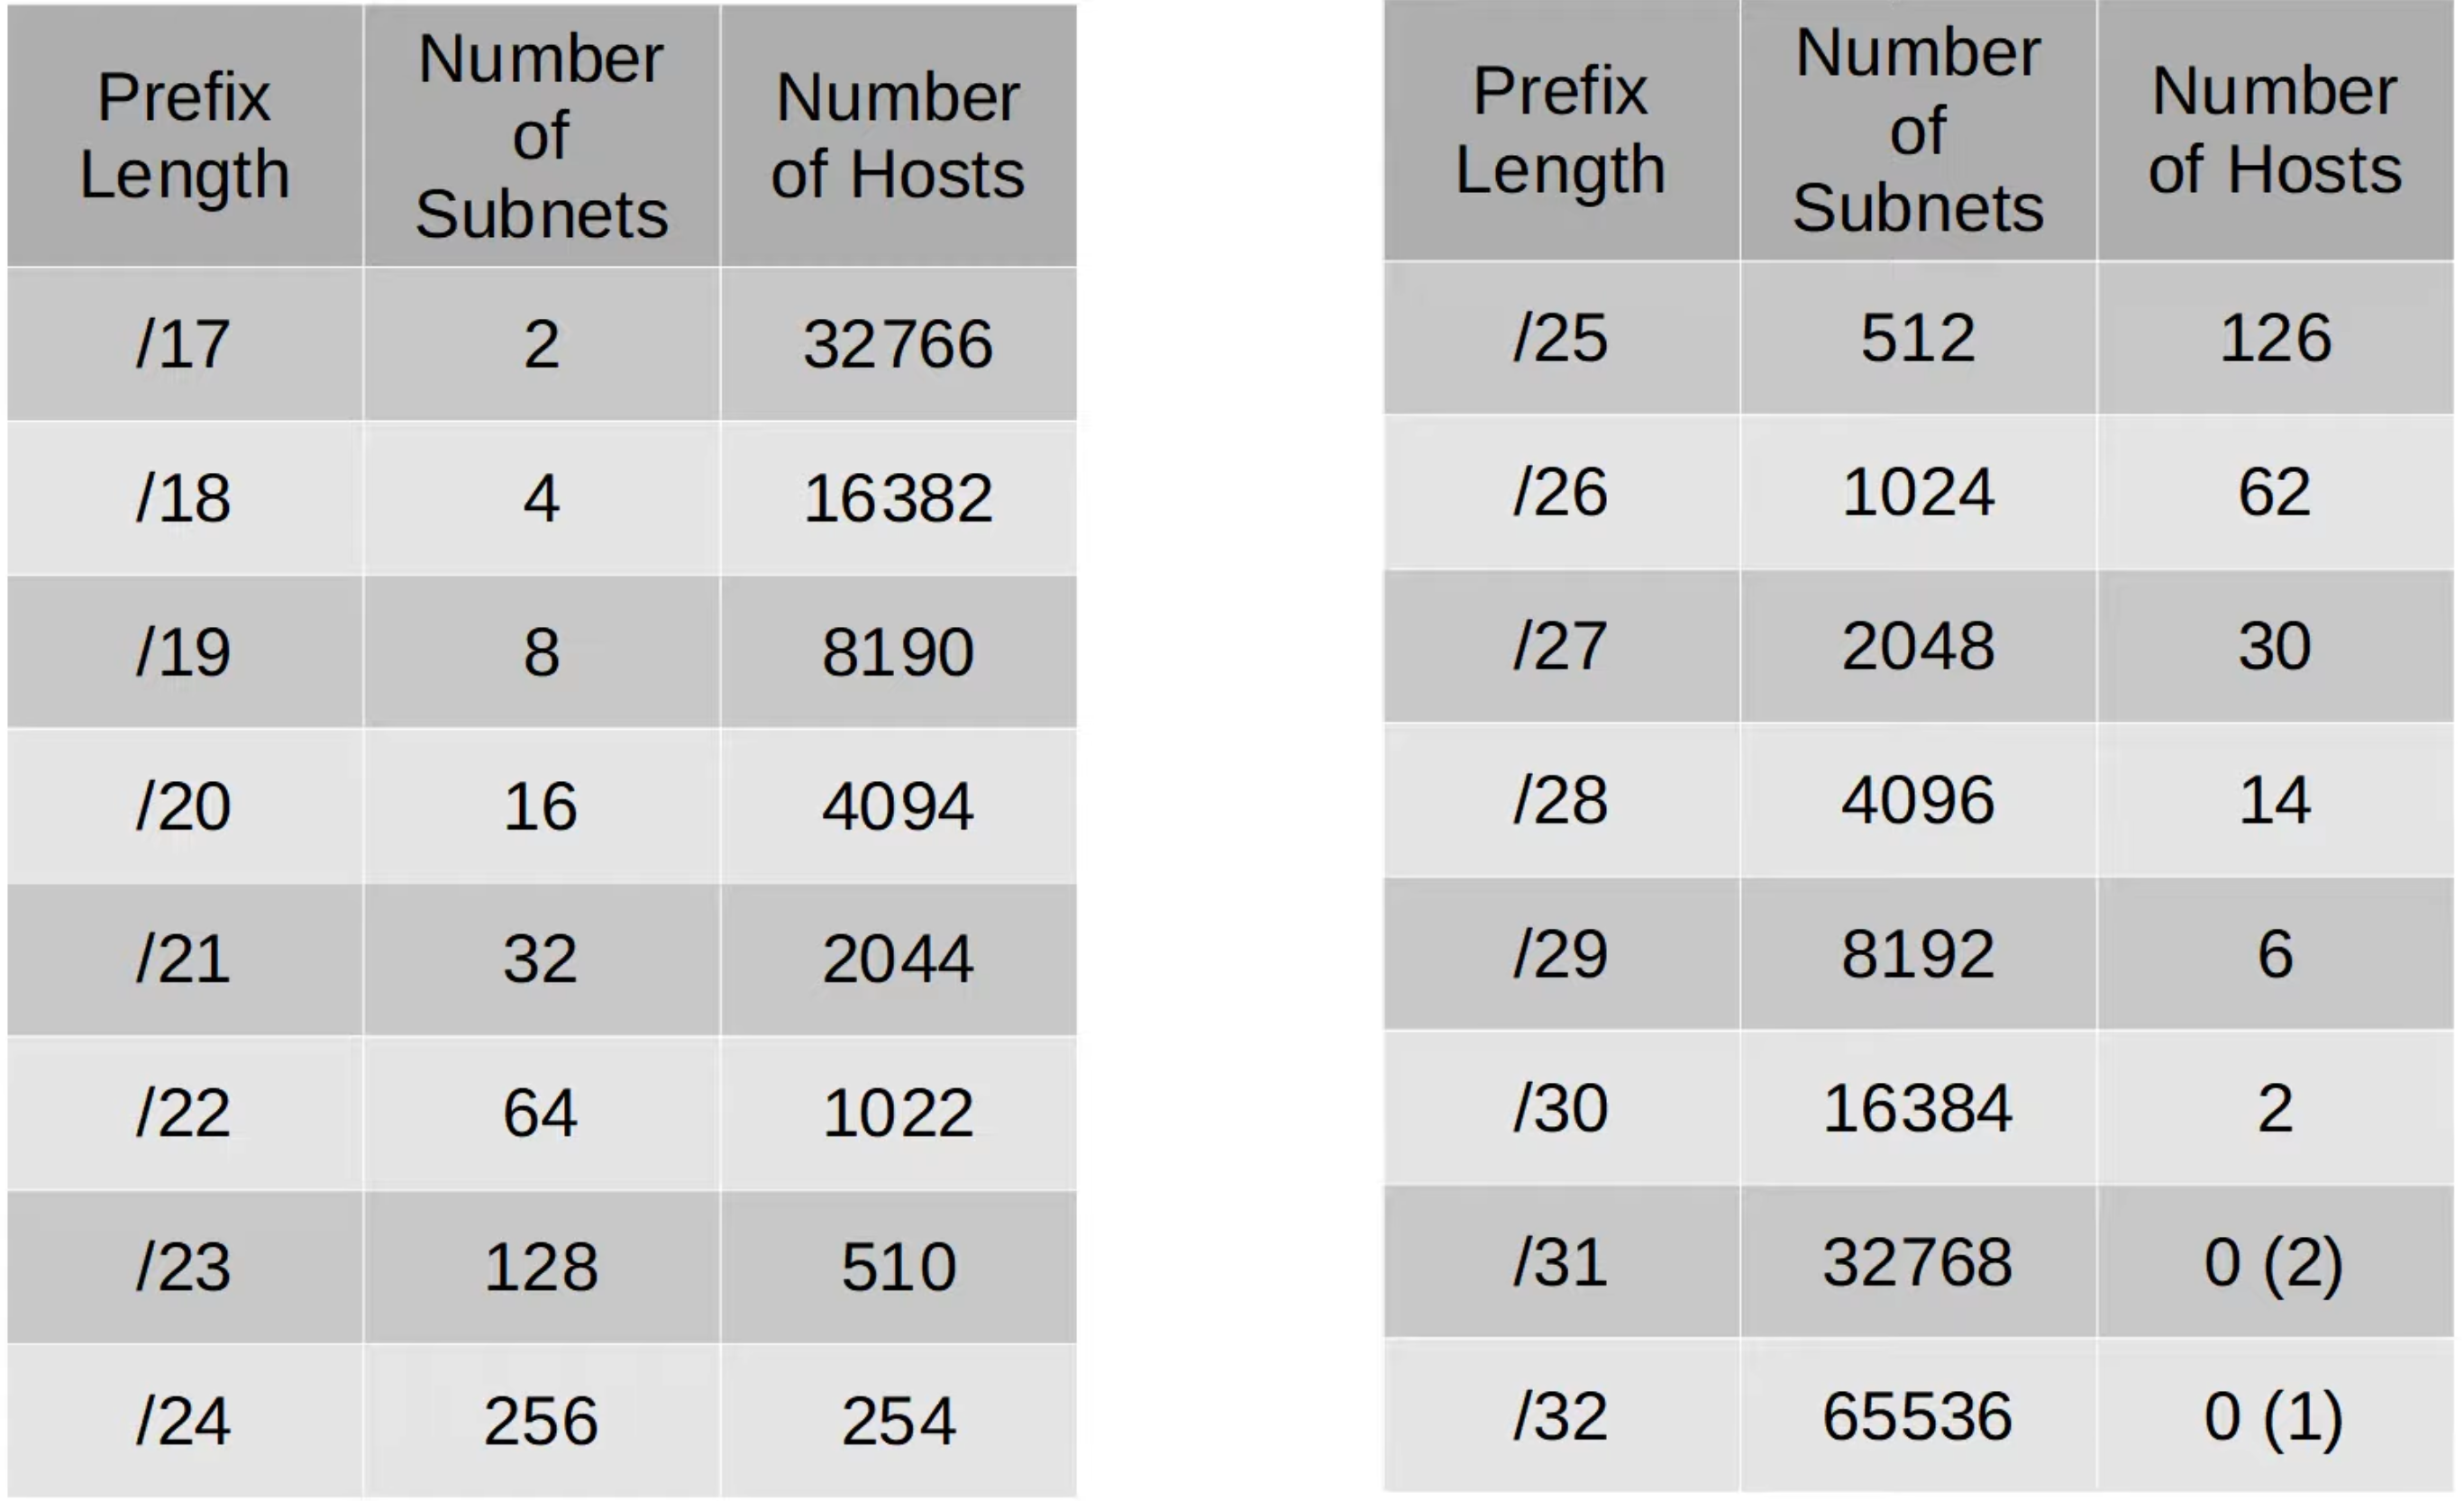 Prefix Length Number of Subnets Number of Hosts
/17 2 32766
/18 4 16382
/19 8 8190
/20 16 4094
/21 32 2044
/22 64 1022
/23 128 510
/24 256 254
Prefix Length Number of Subnets Number of Hosts
/25 512 126
/26 1024 62
/27 2048 30
/28 4096 14
/29 8192 6
/30 16384 2
/31 32768 0 (2)
/32 65536 0 (1)